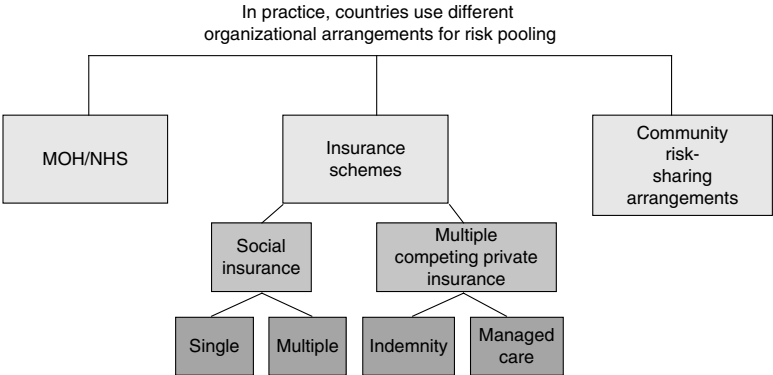 In practice, countries use different
organizational arrangements for risk pooling
MOH/NHS
Insurance
schemes
Community
risk-
sharing
arrangements
Social
insurance
Multiple
competing private
insurance
Single
Multiple
Indemnity
Managed
care